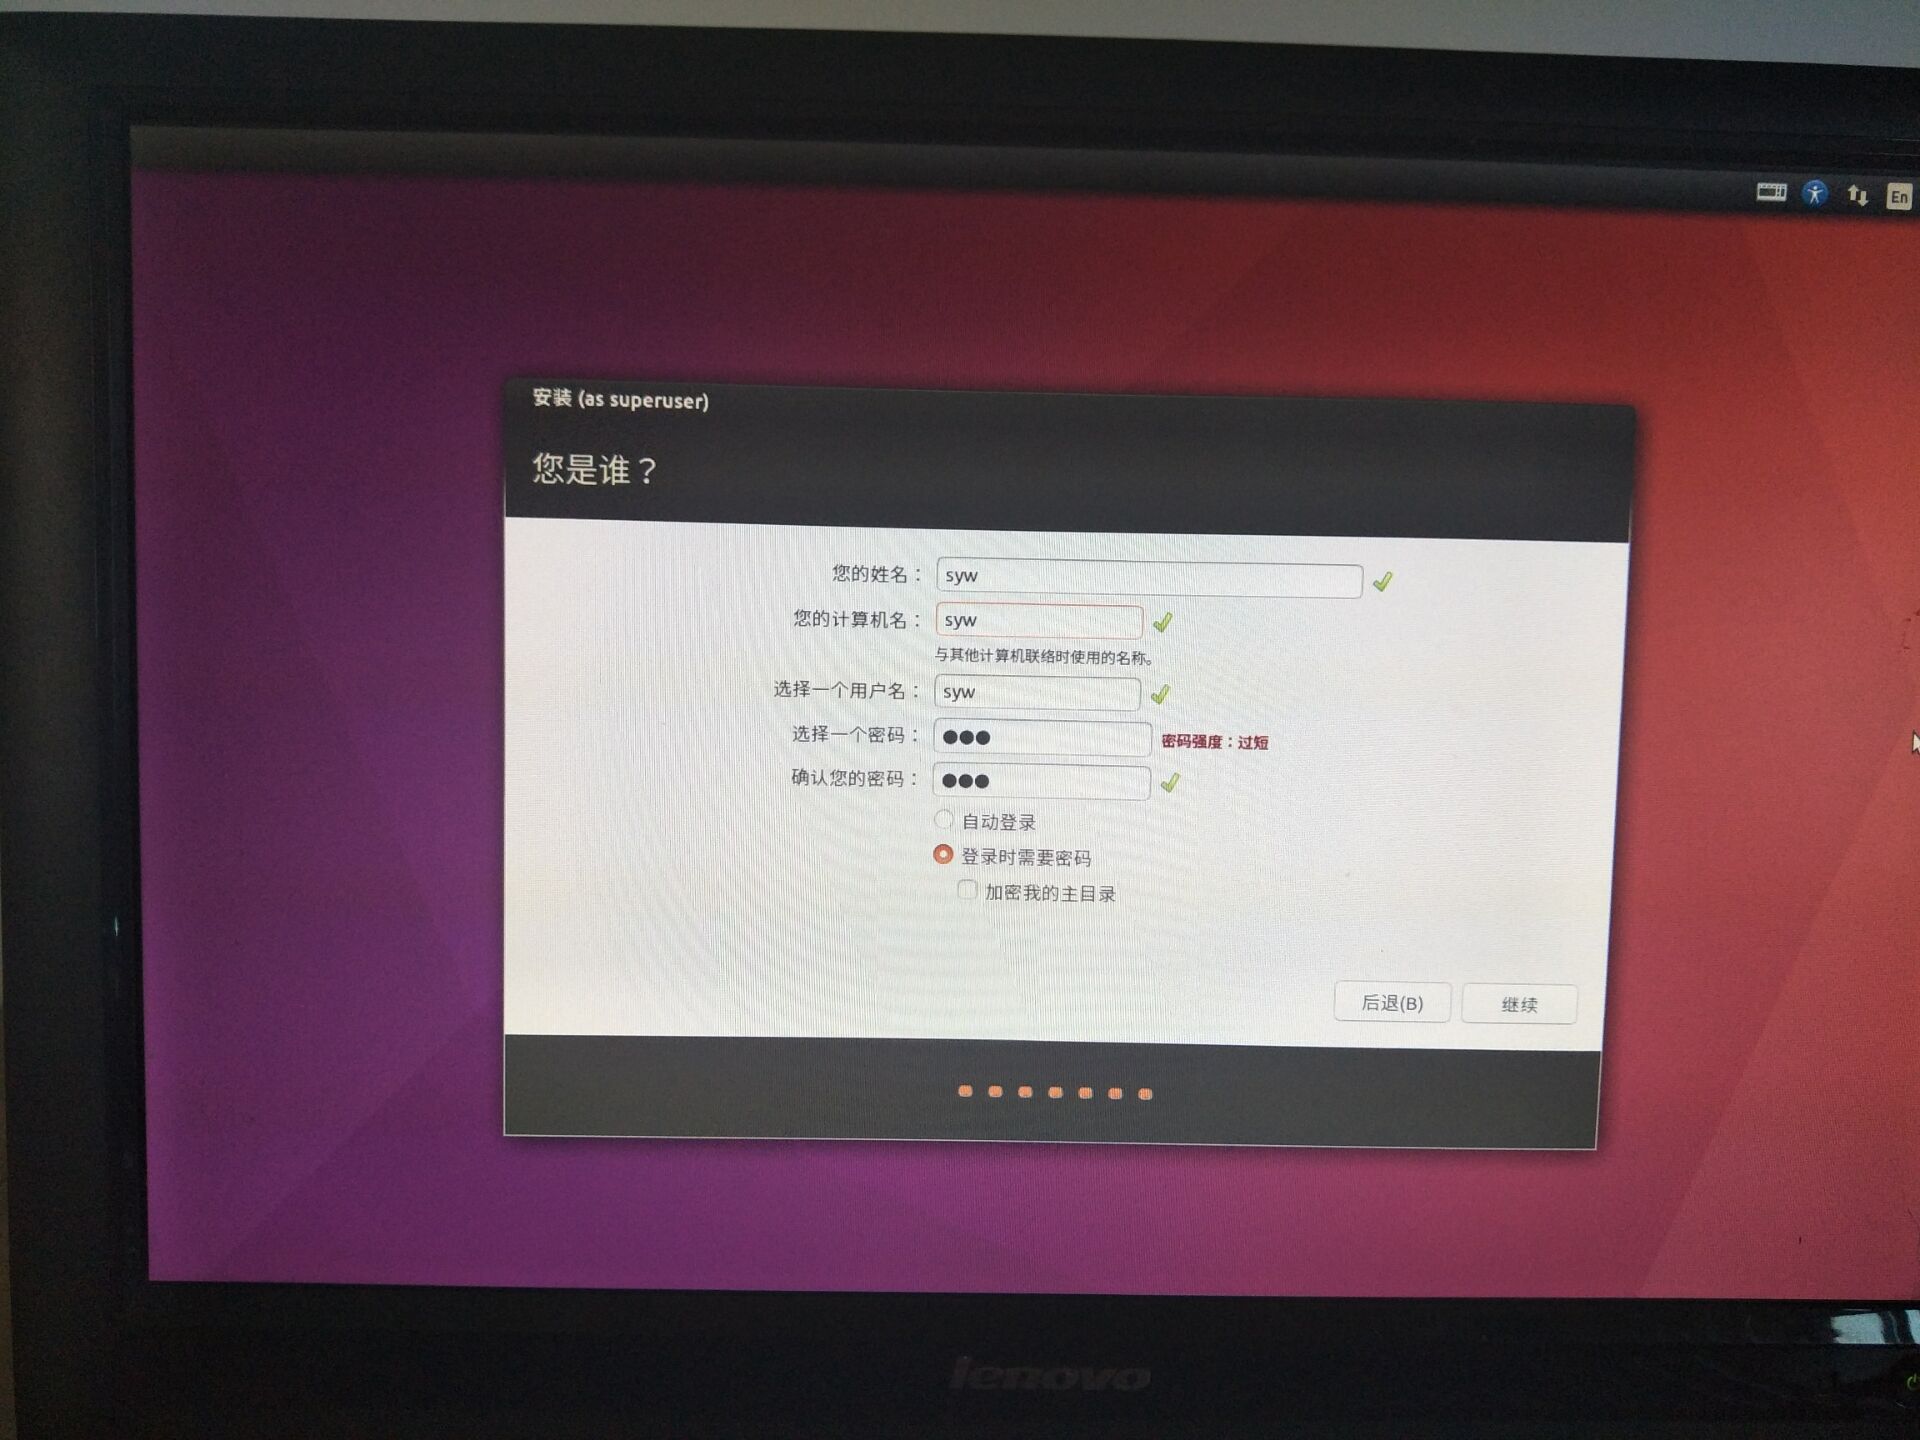 En
安装 (as superuser)
您是谁？
您的姓名： syw
您的计算机名： syw
与其他计算机联络时使用的名称。
选择一个用户名： syw
选择一个密码： ●●● 密码强度：过短
确认您的密码： ●●●
自动登录
登录时需要密码
加密我的主目录
后退(B) 继续
lenovo